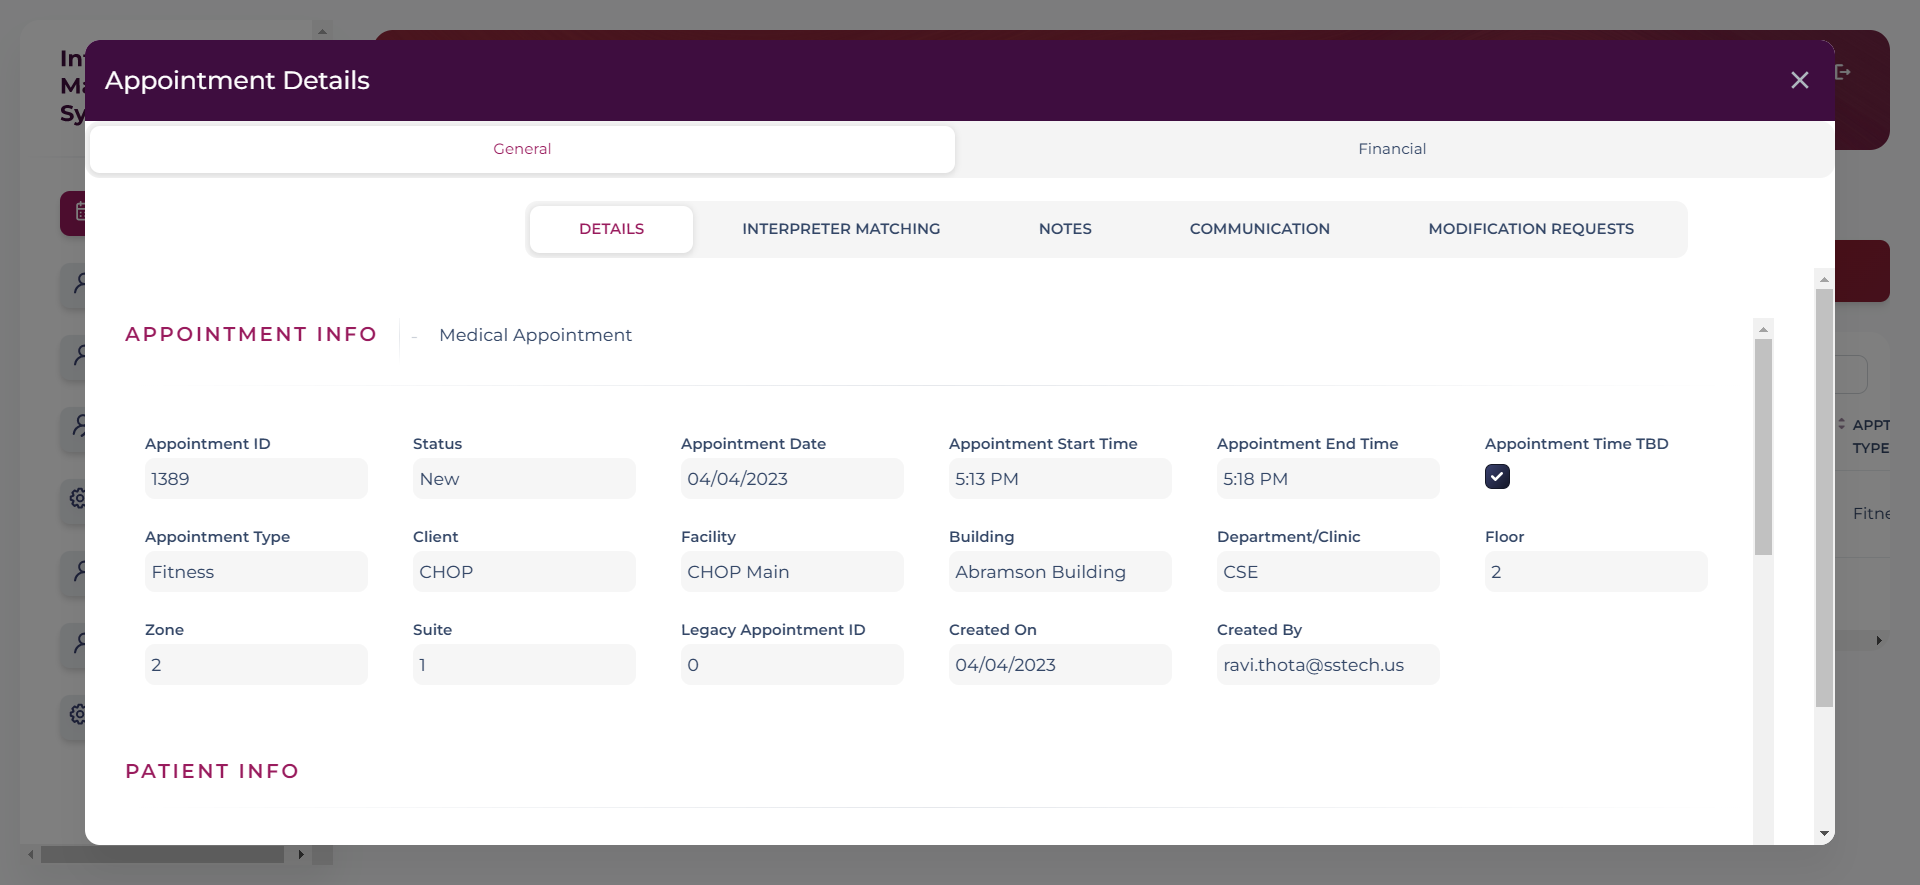 Appointment Details
General
Financial
DETAILS
INTERPRETER MATCHING
NOTES
COMMUNICATION
MODIFICATION REQUESTS
APPOINTMENT INFO - Medical Appointment
Appointment ID
Status
Appointment Date
Appointment Start Time
Appointment End Time
Appointment Time TBD
1389
New
04/04/2023
5:13 PM
5:18 PM
Appointment Type
Client
Facility
Building
Department/Clinic
Floor
Fitness
CHOP
CHOP Main
Abramson Building
CSE
2
Zone
Suite
Legacy Appointment ID
Created On
Created By
2
1
0
04/04/2023
ravi.thota@sstech.us
PATIENT INFO
APPT
TYPE